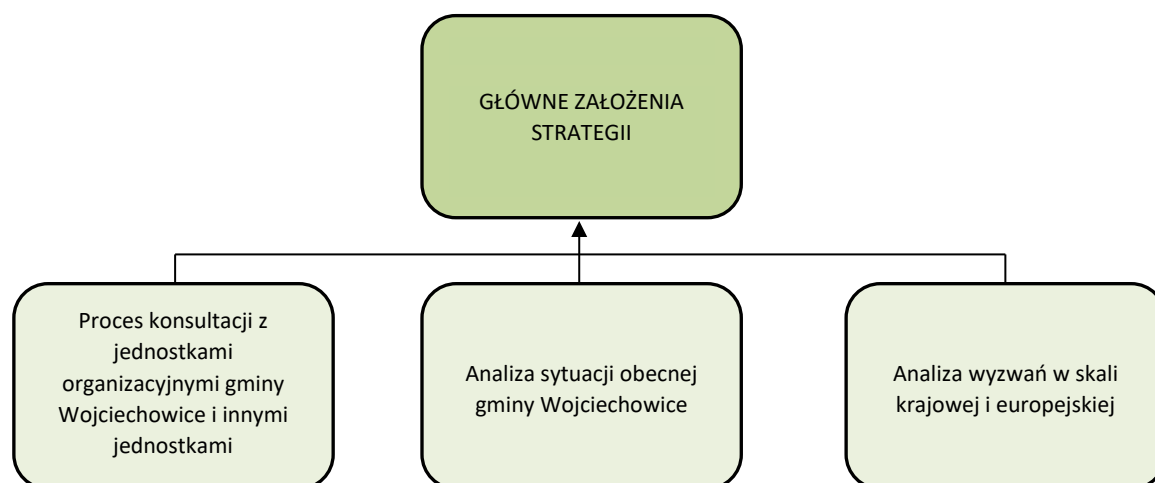 GŁÓWNE ZAŁOŻENIA
STRATEGII
Proces konsultacji z
jednostkami
organizacyjnymi gminy
Wojciechowice i innymi
jednostkami
Analiza sytuacji obecnej
gminy Wojciechowice
Analiza wyzwań w skali
krajowej i europejskiej